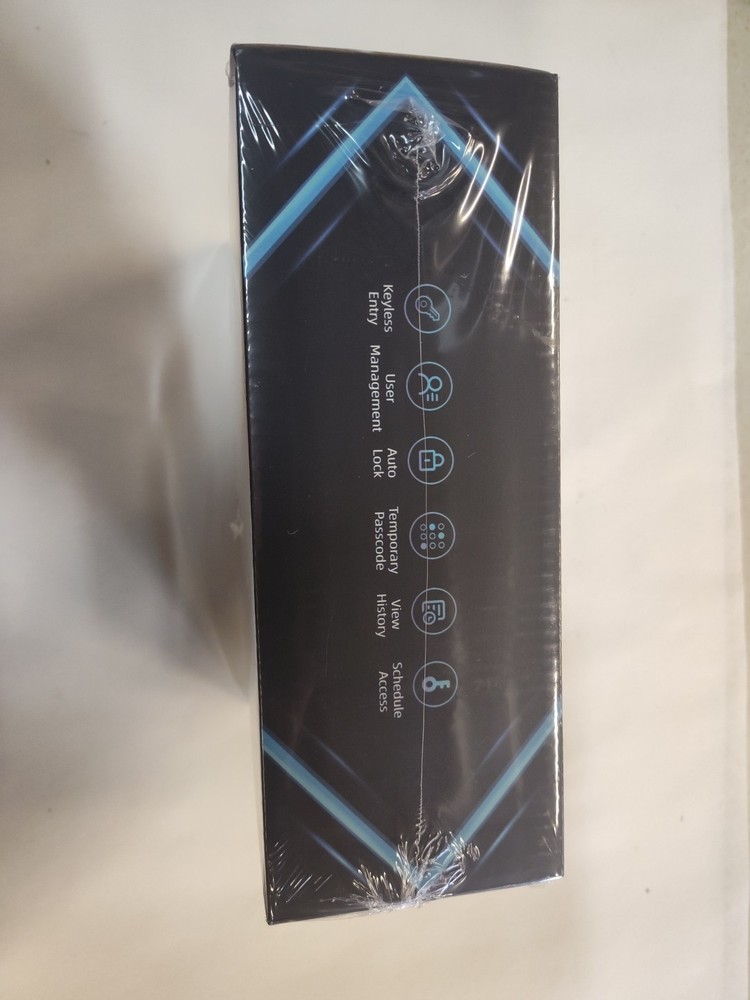 Keyless
Entry
User
Management
Auto
Lock
Temporary
Passcode
View
History
Schedule
Access